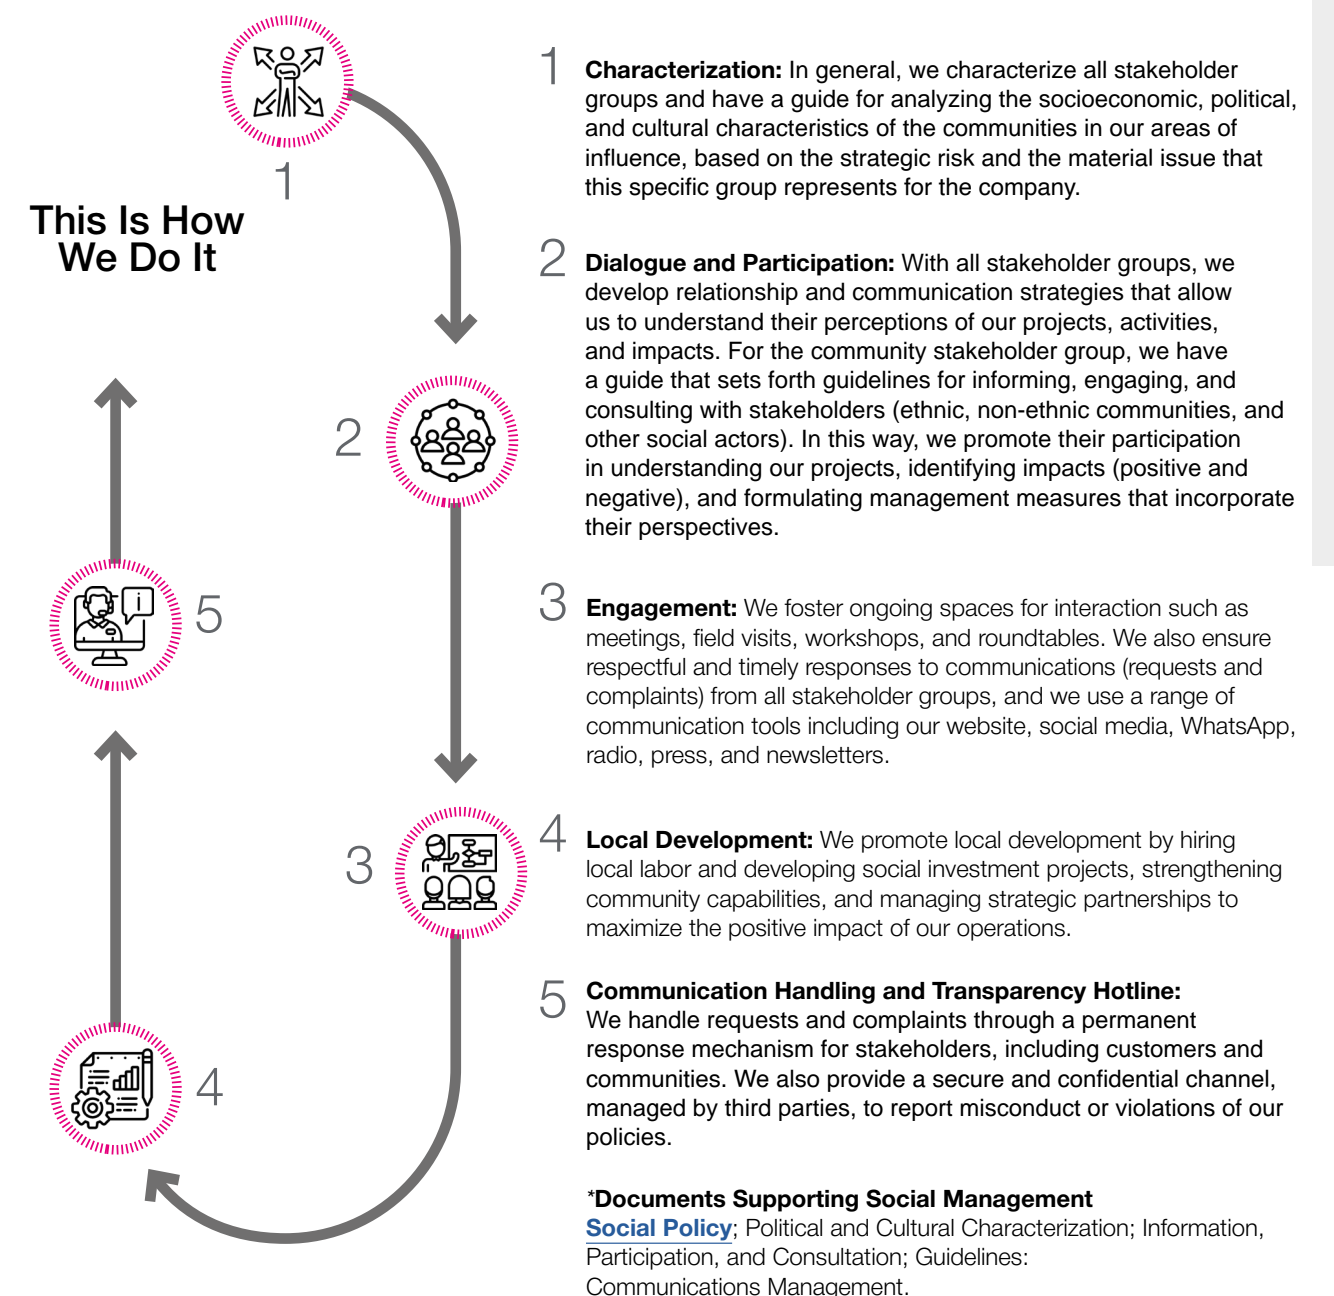 This Is How
We Do It
1
2
3
4
5
1
Characterization: In general, we characterize all stakeholder
groups and have a guide for analyzing the socioeconomic, political,
and cultural characteristics of the communities in our areas of
influence, based on the strategic risk and the material issue that
this specific group represents for the company.
2
Dialogue and Participation: With all stakeholder groups, we
develop relationship and communication strategies that allow
us to understand their perceptions of our projects, activities,
and impacts. For the community stakeholder group, we have
a guide that sets forth guidelines for informing, engaging, and
consulting with stakeholders (ethnic, non-ethnic communities, and
other social actors). In this way, we promote their participation
in understanding our projects, identifying impacts (positive and
negative), and formulating management measures that incorporate
their perspectives.
3
Engagement: We foster ongoing spaces for interaction such as
meetings, field visits, workshops, and roundtables. We also ensure
respectful and timely responses to communications (requests and
complaints) from all stakeholder groups, and we use a range of
communication tools including our website, social media, WhatsApp,
radio, press, and newsletters.
4
Local Development: We promote local development by hiring
local labor and developing social investment projects, strengthening
community capabilities, and managing strategic partnerships to
maximize the positive impact of our operations.
5
Communication Handling and Transparency Hotline:
We handle requests and complaints through a permanent
response mechanism for stakeholders, including customers and
communities. We also provide a secure and confidential channel,
managed by third parties, to report misconduct or violations of our
policies.
*Documents Supporting Social Management
Social Policy; Political and Cultural Characterization; Information,
Participation, and Consultation; Guidelines:
Communications Management.